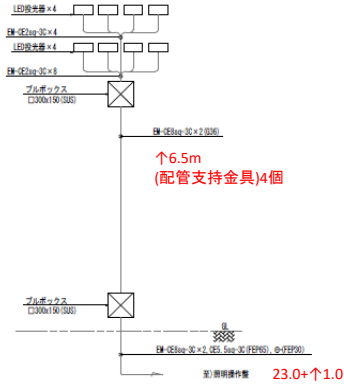 LED投光器×4
EM-CE2sq-3C×4
LED投光器×4
EM-CE2sq-3C×8
プルボックス
□300x150(SUS)
EM-CE8sq-3C×2(G36)
个6.5m
(配管支持金具)4個
プルボックス
□300x150(SUS)
GL
EM-CE8sq-3C×2,CE5.5sq-3C(FEP65),⊖(FEP30)
至)照明操作盤
23.0+个1.0